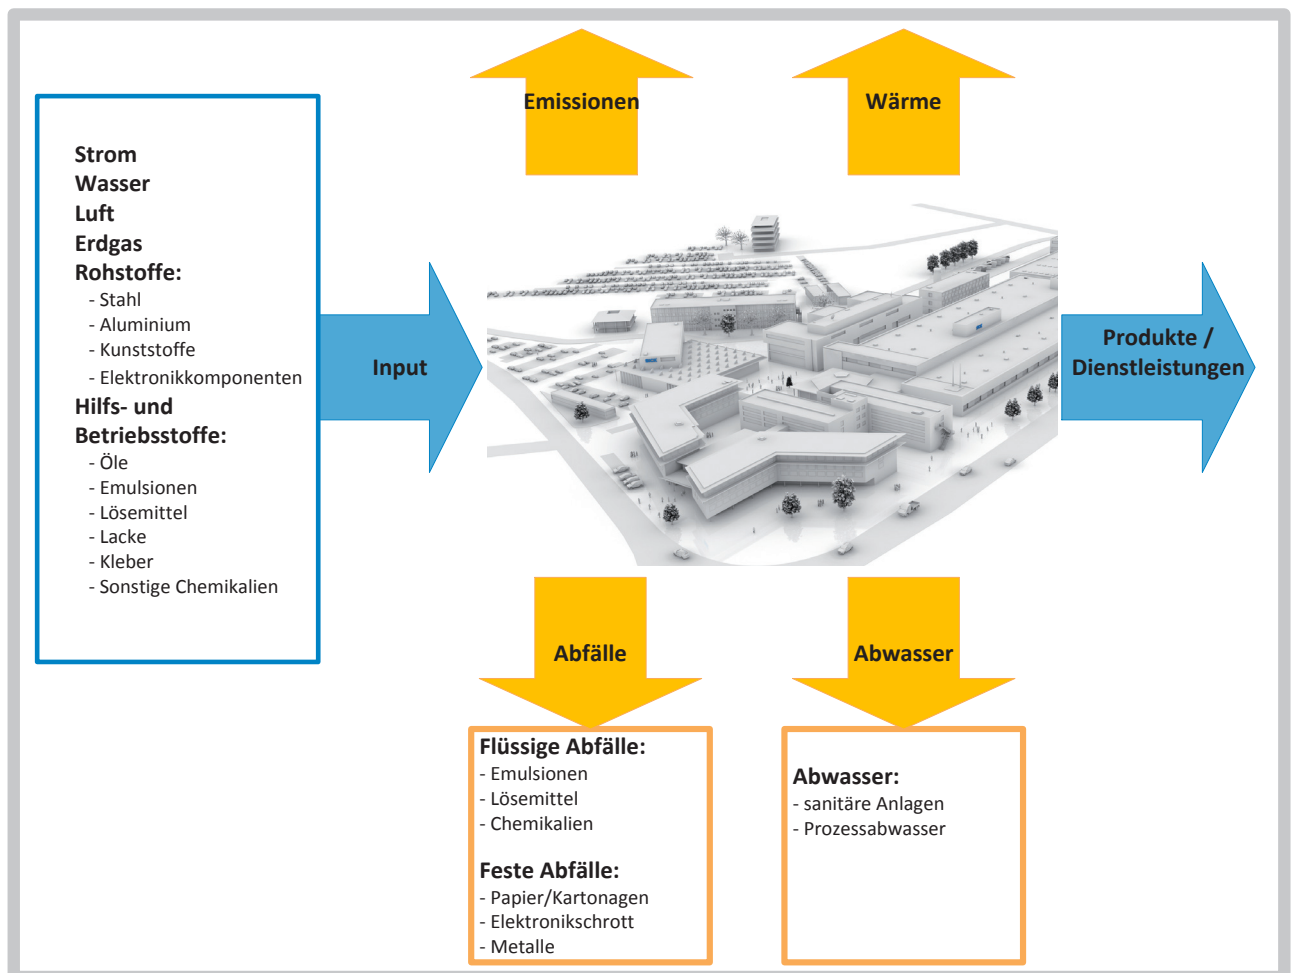 Emissionen
Wärme
Strom
Wasser
Luft
Erdgas
Rohstoffe:
- Stahl
- Aluminium
- Kunststoffe
- Elektronikkomponenten
Hilfs- und
Betriebsstoffe:
- Öle
- Emulsionen
- Lösemittel
- Lacke
- Kleber
- Sonstige Chemikalien
Input
Produkte /
Dienstleistungen
Abfälle
Abwasser
Flüssige Abfälle:
- Emulsionen
- Lösemittel
- Chemikalien
Feste Abfälle:
- Papier/Kartonagen
- Elektronikschrott
- Metalle
Abwasser:
- sanitäre Anlagen
- Prozessabwasser